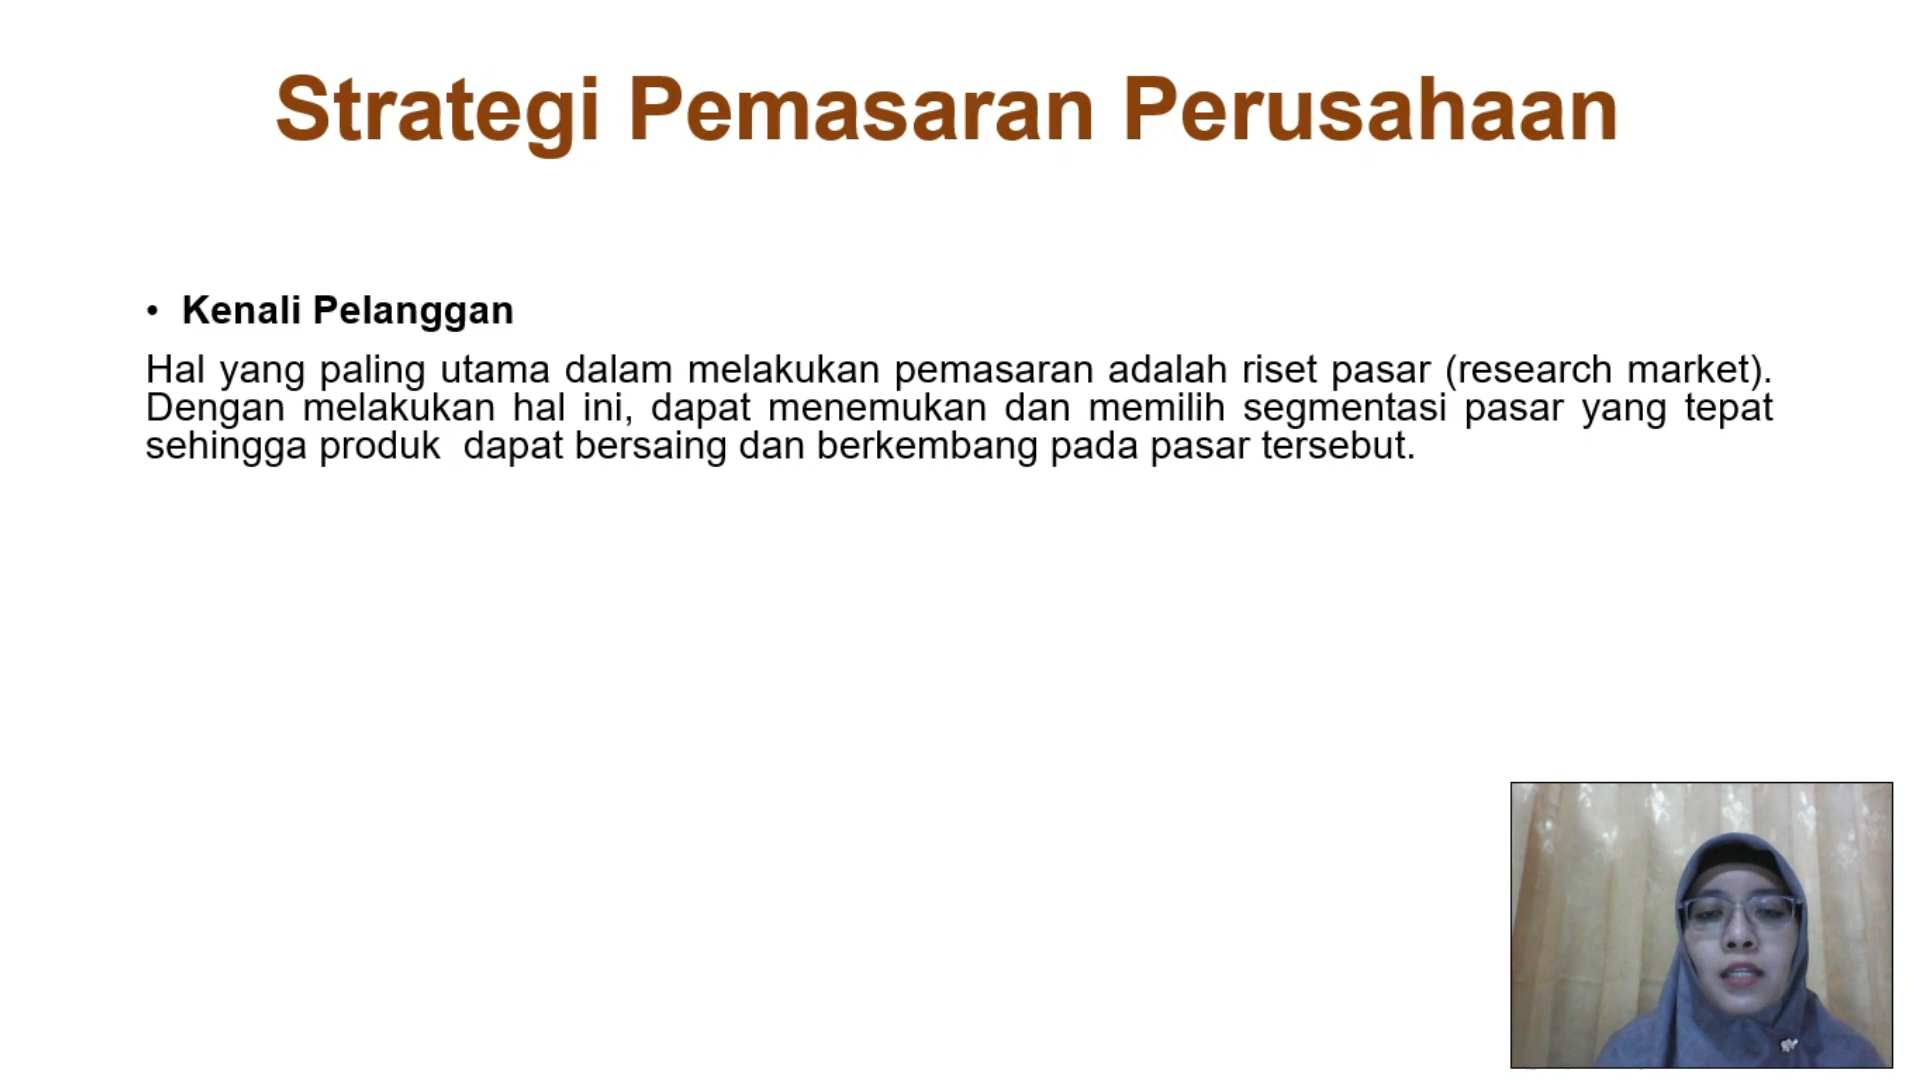 Strategi Pemasaran Perusahaan
• Kenali Pelanggan
Hal yang paling utama dalam melakukan pemasaran adalah riset pasar (research market).
Dengan melakukan hal ini, dapat menemukan dan memilih segmentasi pasar yang tepat
sehingga produk  dapat bersaing dan berkembang pada pasar tersebut.